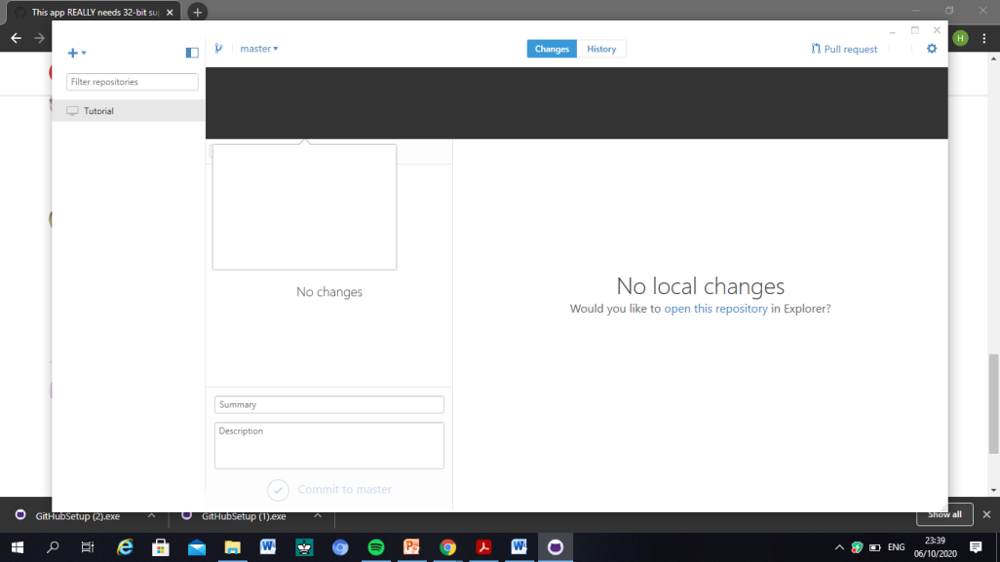 This app REALLY needs 32-bit su
master
Changes
History
Pull request
H
Filter repositories
Tutorial
No changes
No local changes
Would you like to open this repository in Explorer?
Summary
Description
Commit to master
GitHubSetup (2).exe
GitHubSetup (1).exe
Show all
ENG
23:39
06/10/2020